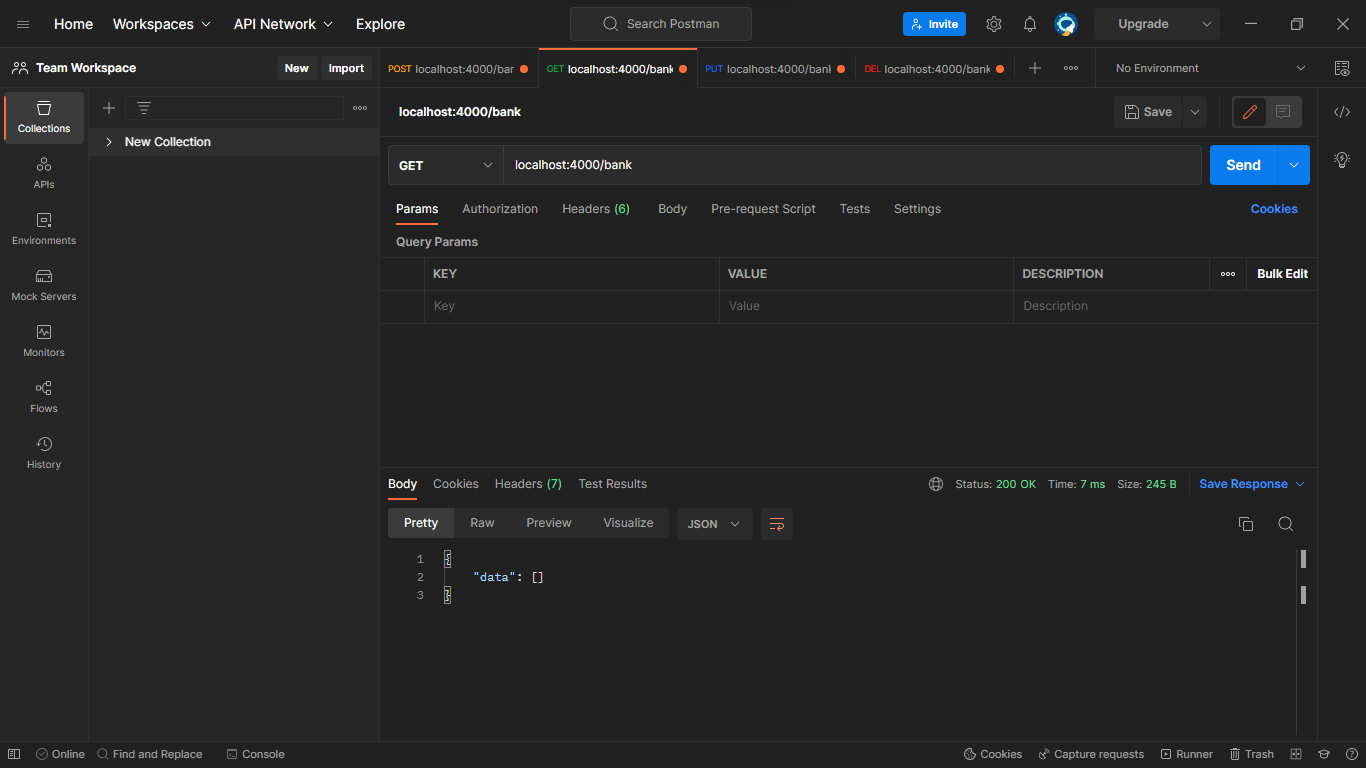 Home Workspaces API Network Explore Search Postman Invite Upgrade
Team Workspace New Import POST localhost:4000/bar GET localhost:4000/bank PUT localhost:4000/bank DEL localhost:4000/bank No Environment
Collections
APIs
Environments
Mock Servers
Monitors
Flows
History
New Collection
localhost:4000/bank Save
GET localhost:4000/bank Send
Params Authorization Headers (6) Body Pre-request Script Tests Settings Cookies
Query Params
KEY VALUE DESCRIPTION Bulk Edit
Key Value Description
Body Cookies Headers (7) Test Results Status: 200 OK Time: 7 ms Size: 245 B Save Response
Pretty Raw Preview Visualize JSON
1 {
2 "data": []
3 }
Online Find and Replace Console Cookies Capture requests Runner Trash